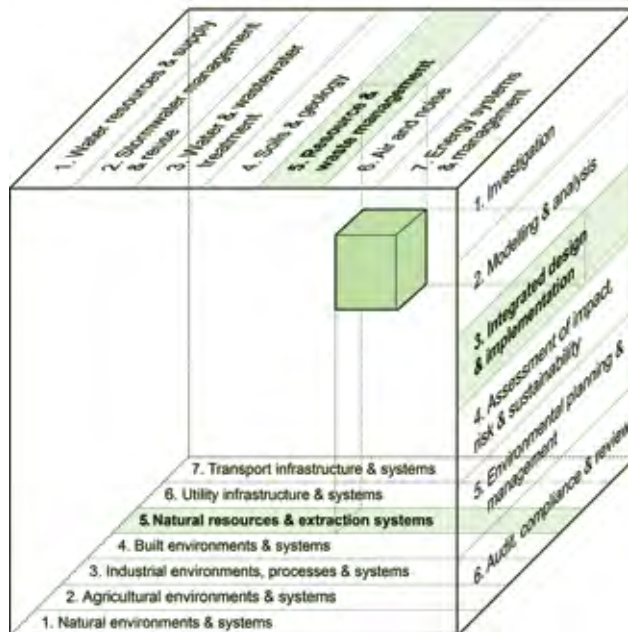 1. Water resources & supply
2. Stormwater management
& reuse
3. Water & wastewater
treatment
4. Soils & geology
5. Resource &
waste management
6. Air and noise
7. Energy systems
& management
1. Investigation
2. Modelling & analysis
3. Integrated design
& implementation
4. Assessment of impact,
risk & sustainability
5. Environmental planning &
management
6. Audit, compliance & review
7. Transport infrastructure & systems
6. Utility infrastructure & systems
5. Natural resources & extraction systems
4. Built environments & systems
3. Industrial environments, processes & systems
2. Agricultural environments & systems
1. Natural environments & systems